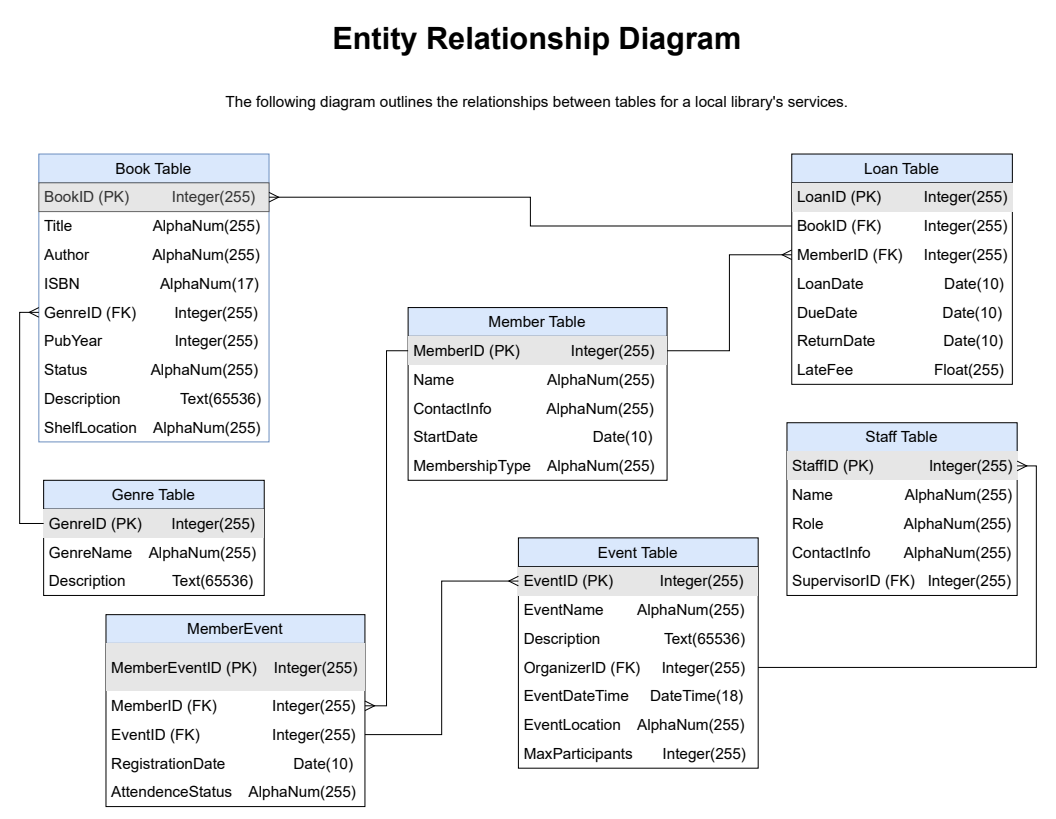 Entity Relationship Diagram
The following diagram outlines the relationships between tables for a local library's services.
Book Table
BookID (PK) Integer(255)
Title AlphaNum(255)
Author AlphaNum(255)
ISBN AlphaNum(17)
GenreID (FK) Integer(255)
PubYear Integer(255)
Status AlphaNum(255)
Description Text(65536)
ShelfLocation AlphaNum(255)
Loan Table
LoanID (PK) Integer(255)
BookID (FK) Integer(255)
MemberID (FK) Integer(255)
LoanDate Date(10)
DueDate Date(10)
ReturnDate Date(10)
LateFee Float(255)
Member Table
MemberID (PK) Integer(255)
Name AlphaNum(255)
ContactInfo AlphaNum(255)
StartDate Date(10)
MembershipType AlphaNum(255)
Staff Table
StaffID (PK) Integer(255)
Name AlphaNum(255)
Role AlphaNum(255)
ContactInfo AlphaNum(255)
SupervisorID (FK) Integer(255)
Genre Table
GenreID (PK) Integer(255)
GenreName AlphaNum(255)
Description Text(65536)
Event Table
EventID (PK) Integer(255)
EventName AlphaNum(255)
Description Text(65536)
OrganizerID (FK) Integer(255)
EventDateTime DateTime(18)
EventLocation AlphaNum(255)
MaxParticipants Integer(255)
MemberEvent
MemberEventID (PK) Integer(255)
MemberID (FK) Integer(255)
EventID (FK) Integer(255)
RegistrationDate Date(10)
AttendenceStatus AlphaNum(255)